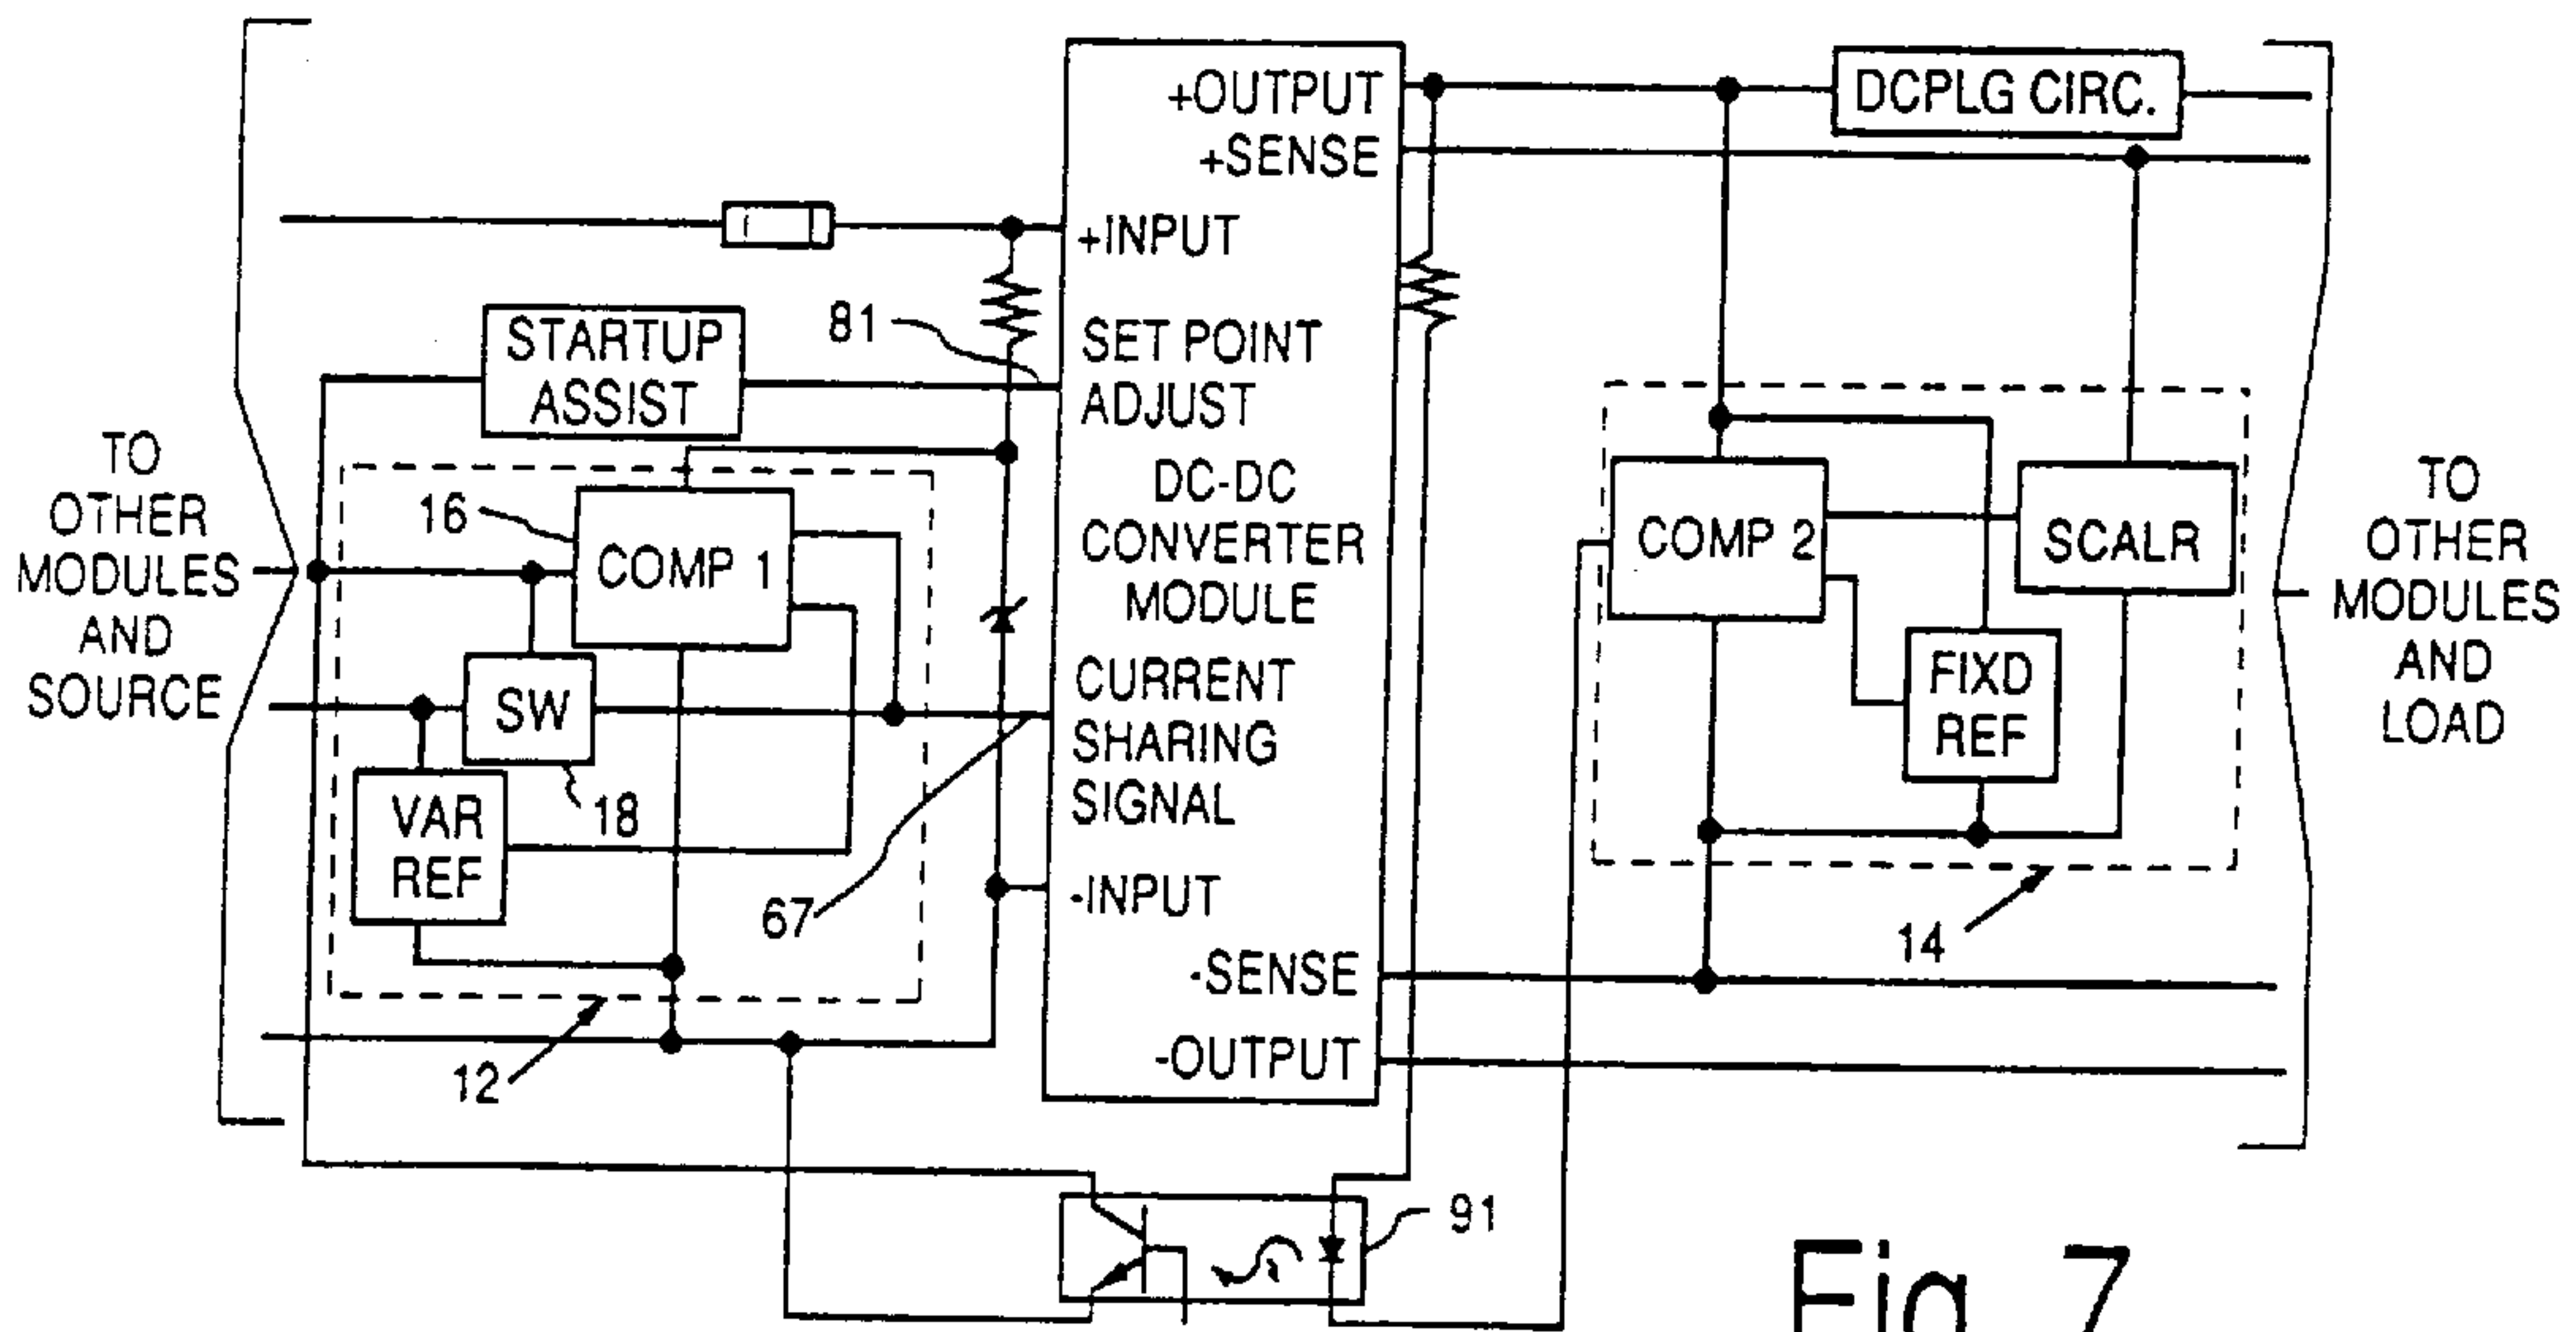 +OUTPUT
+SENSE
DCPLG CIRC.
+INPUT
81
SET POINT
ADJUST
STARTUP
ASSIST
TO
OTHER
MODULES
AND
SOURCE
16
COMP 1
SW
18
VAR
REF
67
12
DC-DC
CONVERTER
MODULE
CURRENT
SHARING
SIGNAL
-INPUT
-SENSE
-OUTPUT
COMP 2
SCALR
FIXD
REF
14
TO
OTHER
MODULES
AND
LOAD
91
Fig. 7